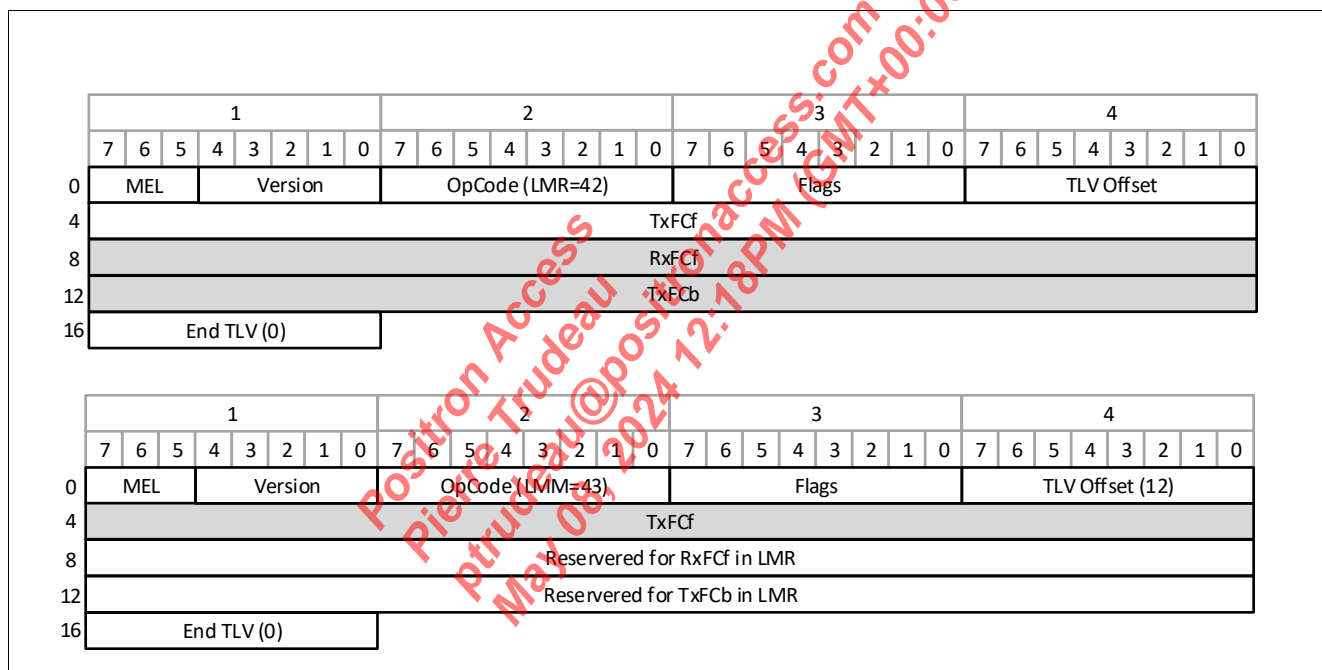 1 2 3 4
7 6 5 4 3 2 1 0 7 6 5 4 3 2 1 0 7 6 5 4 3 2 1 0 7 6 5 4 3 2 1 0
0 MEL Version OpCode (LMR=42) Flags TLV Offset
4 TxFCf
8 RxFCf
12 TxFCb
16 End TLV (0)
1 2 3 4
7 6 5 4 3 2 1 0 7 6 5 4 3 2 1 0 7 6 5 4 3 2 1 0 7 6 5 4 3 2 1 0
0 MEL Version OpCode (LMM=43) Flags TLV Offset (12)
4 TxFCf
8 Reservered for RxFCf in LMR
12 Reservered for TxFCb in LMR
16 End TLV (0)
Positron Access
Pierre Trudeau
ptrudeau@positronaccess.com
May 08, 2024 12:18PM (GMT+00:0